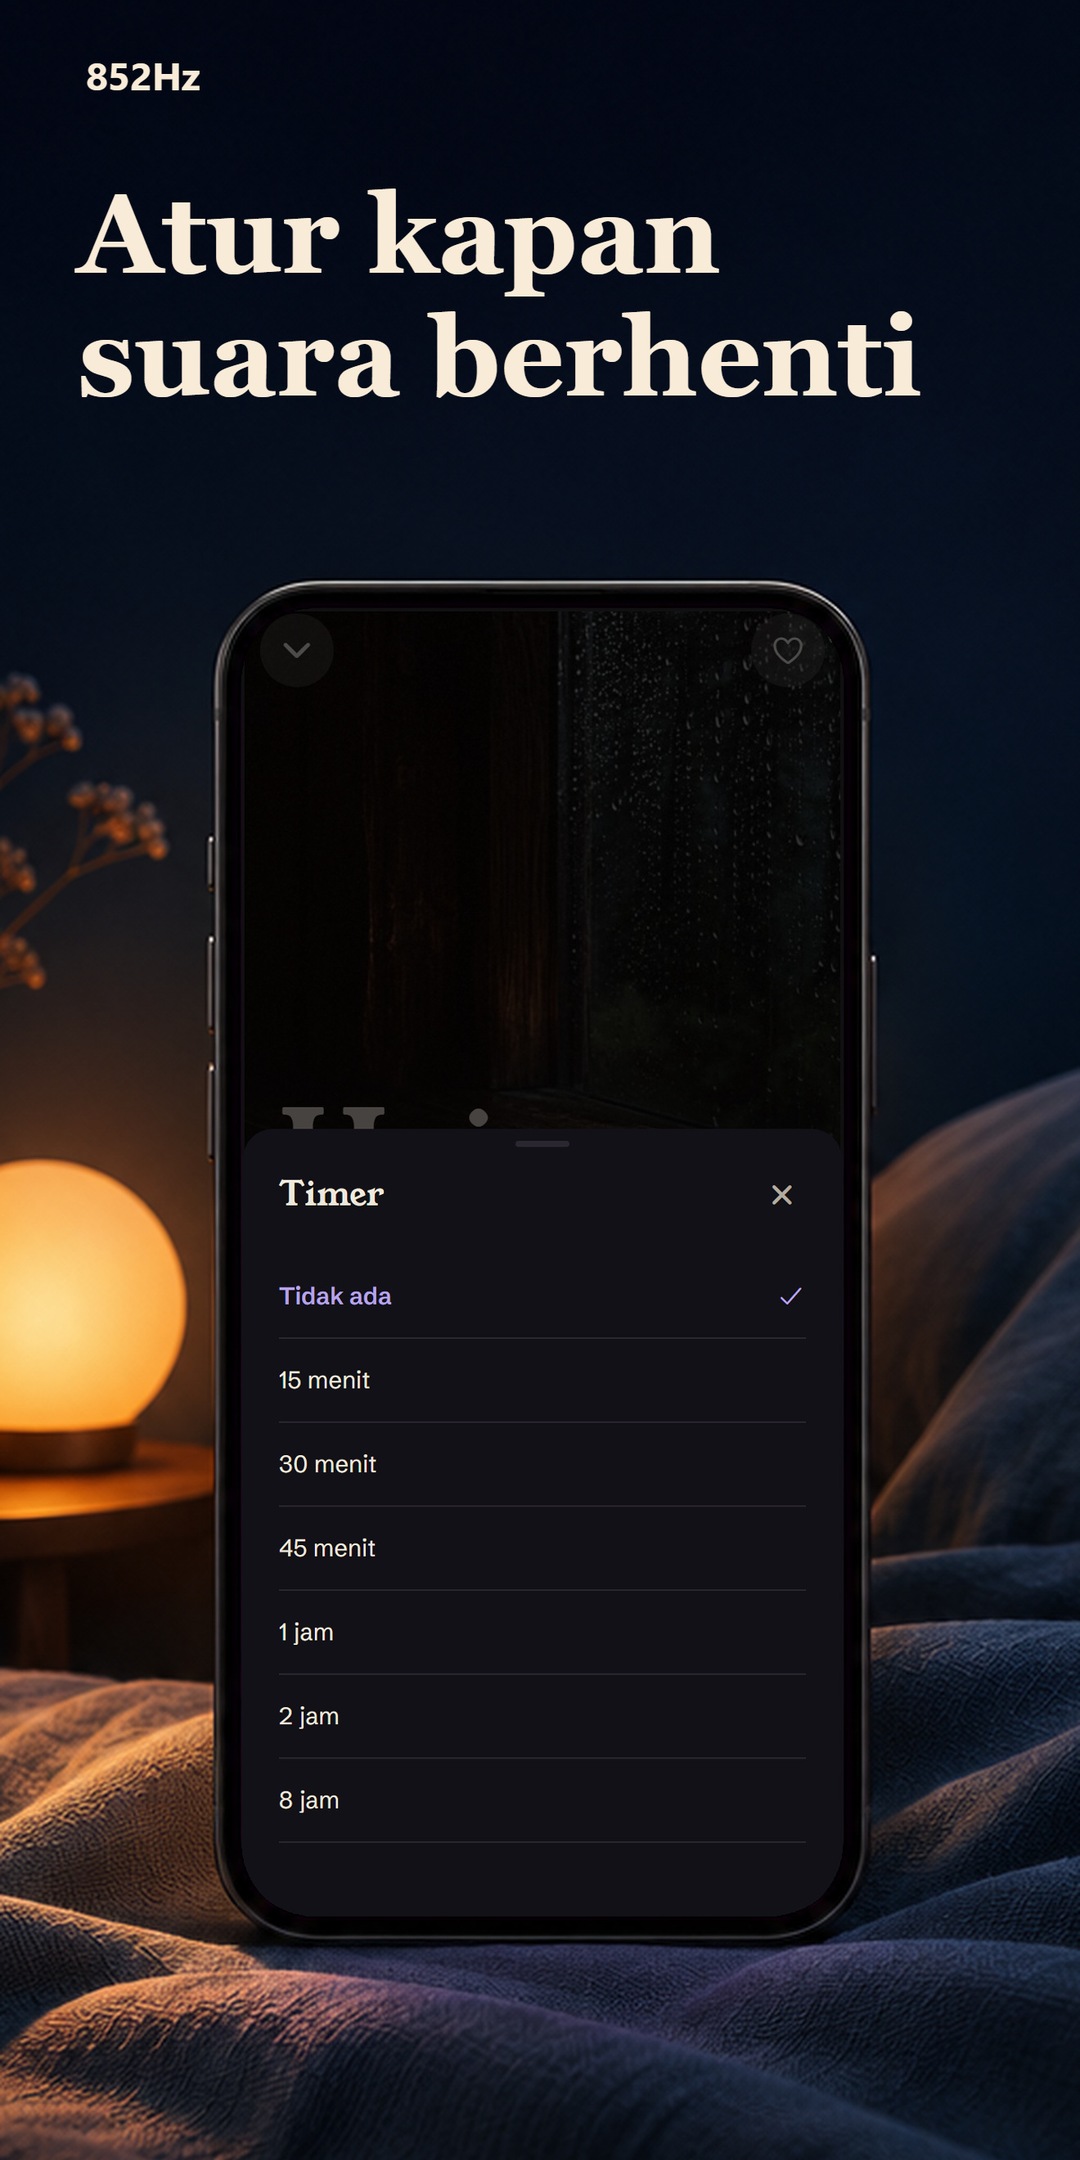 852Hz
Atur kapan
suara berhenti
Timer
Tidak ada
15 menit
30 menit
45 menit
1 jam
2 jam
8 jam